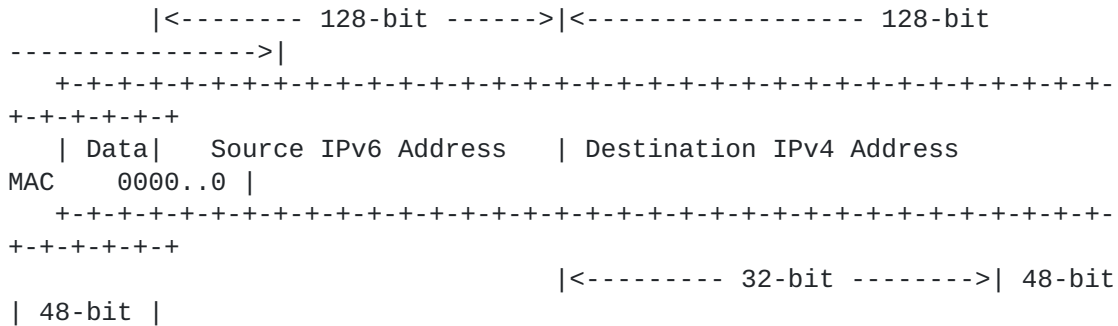 |<-------- 128-bit ------>|<------------------ 128-bit
---------------->|
+-+-+-+-+-+-+-+-+-+-+-+-+-+-+-+-+-+-+-+-+-+-+-+-+-+-+-+-+-+-+-+-+-+-
+-+-+-+-+-+
| Data|   Source IPv6 Address   | Destination IPv4 Address
MAC    0000..0 |
+-+-+-+-+-+-+-+-+-+-+-+-+-+-+-+-+-+-+-+-+-+-+-+-+-+-+-+-+-+-+-+-+-+-
+-+-+-+-+-+
|<--------- 32-bit -------->| 48-bit
| 48-bit |